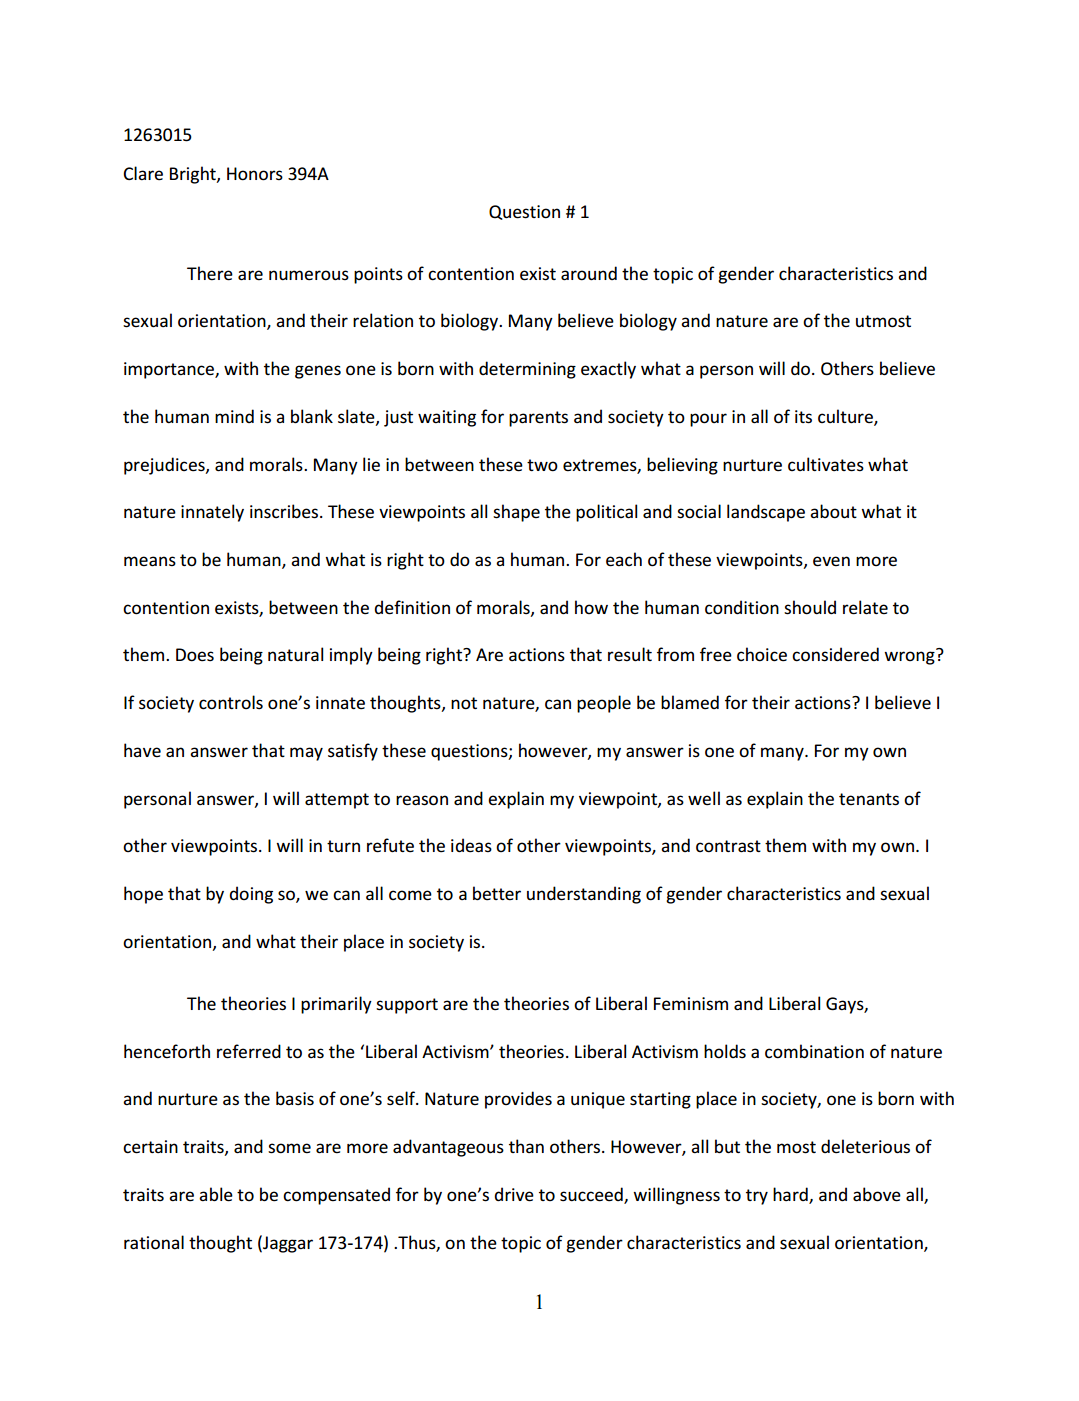 1263015
Clare Bright, Honors 394A
Question # 1
There are numerous points of contention exist around the topic of gender characteristics and
sexual orientation, and their relation to biology. Many believe biology and nature are of the utmost
importance, with the genes one is born with determining exactly what a person will do. Others believe
the human mind is a blank slate, just waiting for parents and society to pour in all of its culture,
prejudices, and morals. Many lie in between these two extremes, believing nurture cultivates what
nature innately inscribes. These viewpoints all shape the political and social landscape about what it
means to be human, and what is right to do as a human. For each of these viewpoints, even more
contention exists, between the definition of morals, and how the human condition should relate to
them. Does being natural imply being right? Are actions that result from free choice considered wrong?
If society controls one’s innate thoughts, not nature, can people be blamed for their actions? I believe I
have an answer that may satisfy these questions; however, my answer is one of many. For my own
personal answer, I will attempt to reason and explain my viewpoint, as well as explain the tenants of
other viewpoints. I will in turn refute the ideas of other viewpoints, and contrast them with my own. I
hope that by doing so, we can all come to a better understanding of gender characteristics and sexual
orientation, and what their place in society is.
The theories I primarily support are the theories of Liberal Feminism and Liberal Gays,
henceforth referred to as the ‘Liberal Activism’ theories. Liberal Activism holds a combination of nature
and nurture as the basis of one’s self. Nature provides a unique starting place in society, one is born with
certain traits, and some are more advantageous than others. However, all but the most deleterious of
traits are able to be compensated for by one’s drive to succeed, willingness to try hard, and above all,
rational thought (Jaggar 173-174) .Thus, on the topic of gender characteristics and sexual orientation,
1